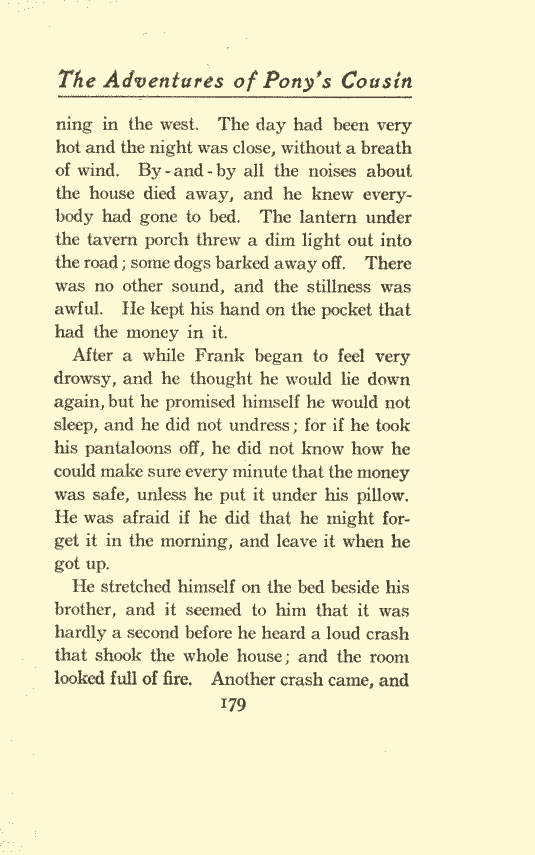 The Adventures of Pony's Cousin
ning in the west. The day had been very
hot and the night was close, without a breath
of wind. By-and-by all the noises about
the house died away, and he knew every-
body had gone to bed. The lantern under
the tavern porch threw a dim light out into
the road; some dogs barked away off. There
was no other sound, and the stillness was
awful. He kept his hand on the pocket that
had the money in it.
After a while Frank began to feel very
drowsy, and he thought he would lie down
again, but he promised himself he would not
sleep, and he did not undress; for if he took
his pantaloons off, he did not know how he
could make sure every minute that the money
was safe, unless he put it under his pillow.
He was afraid if he did that he might for-
get it in the morning, and leave it when he
got up.
He stretched himself on the bed beside his
brother, and it seemed to him that it was
hardly a second before he heard a loud crash
that shook the whole house; and the room
looked full of fire. Another crash came, and
179